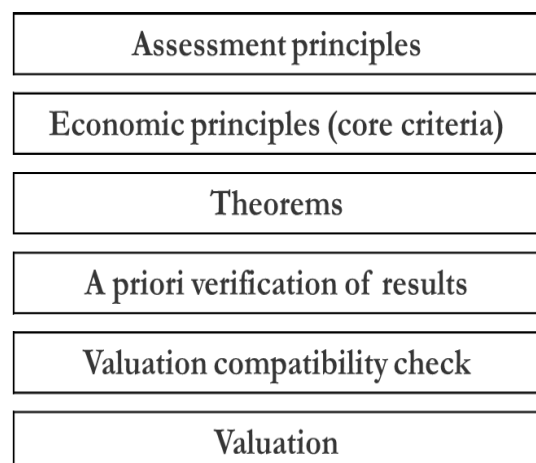 Assessment principles
Economic principles (core criteria)
Theorems
A priori verification of results
Valuation compatibility check
Valuation